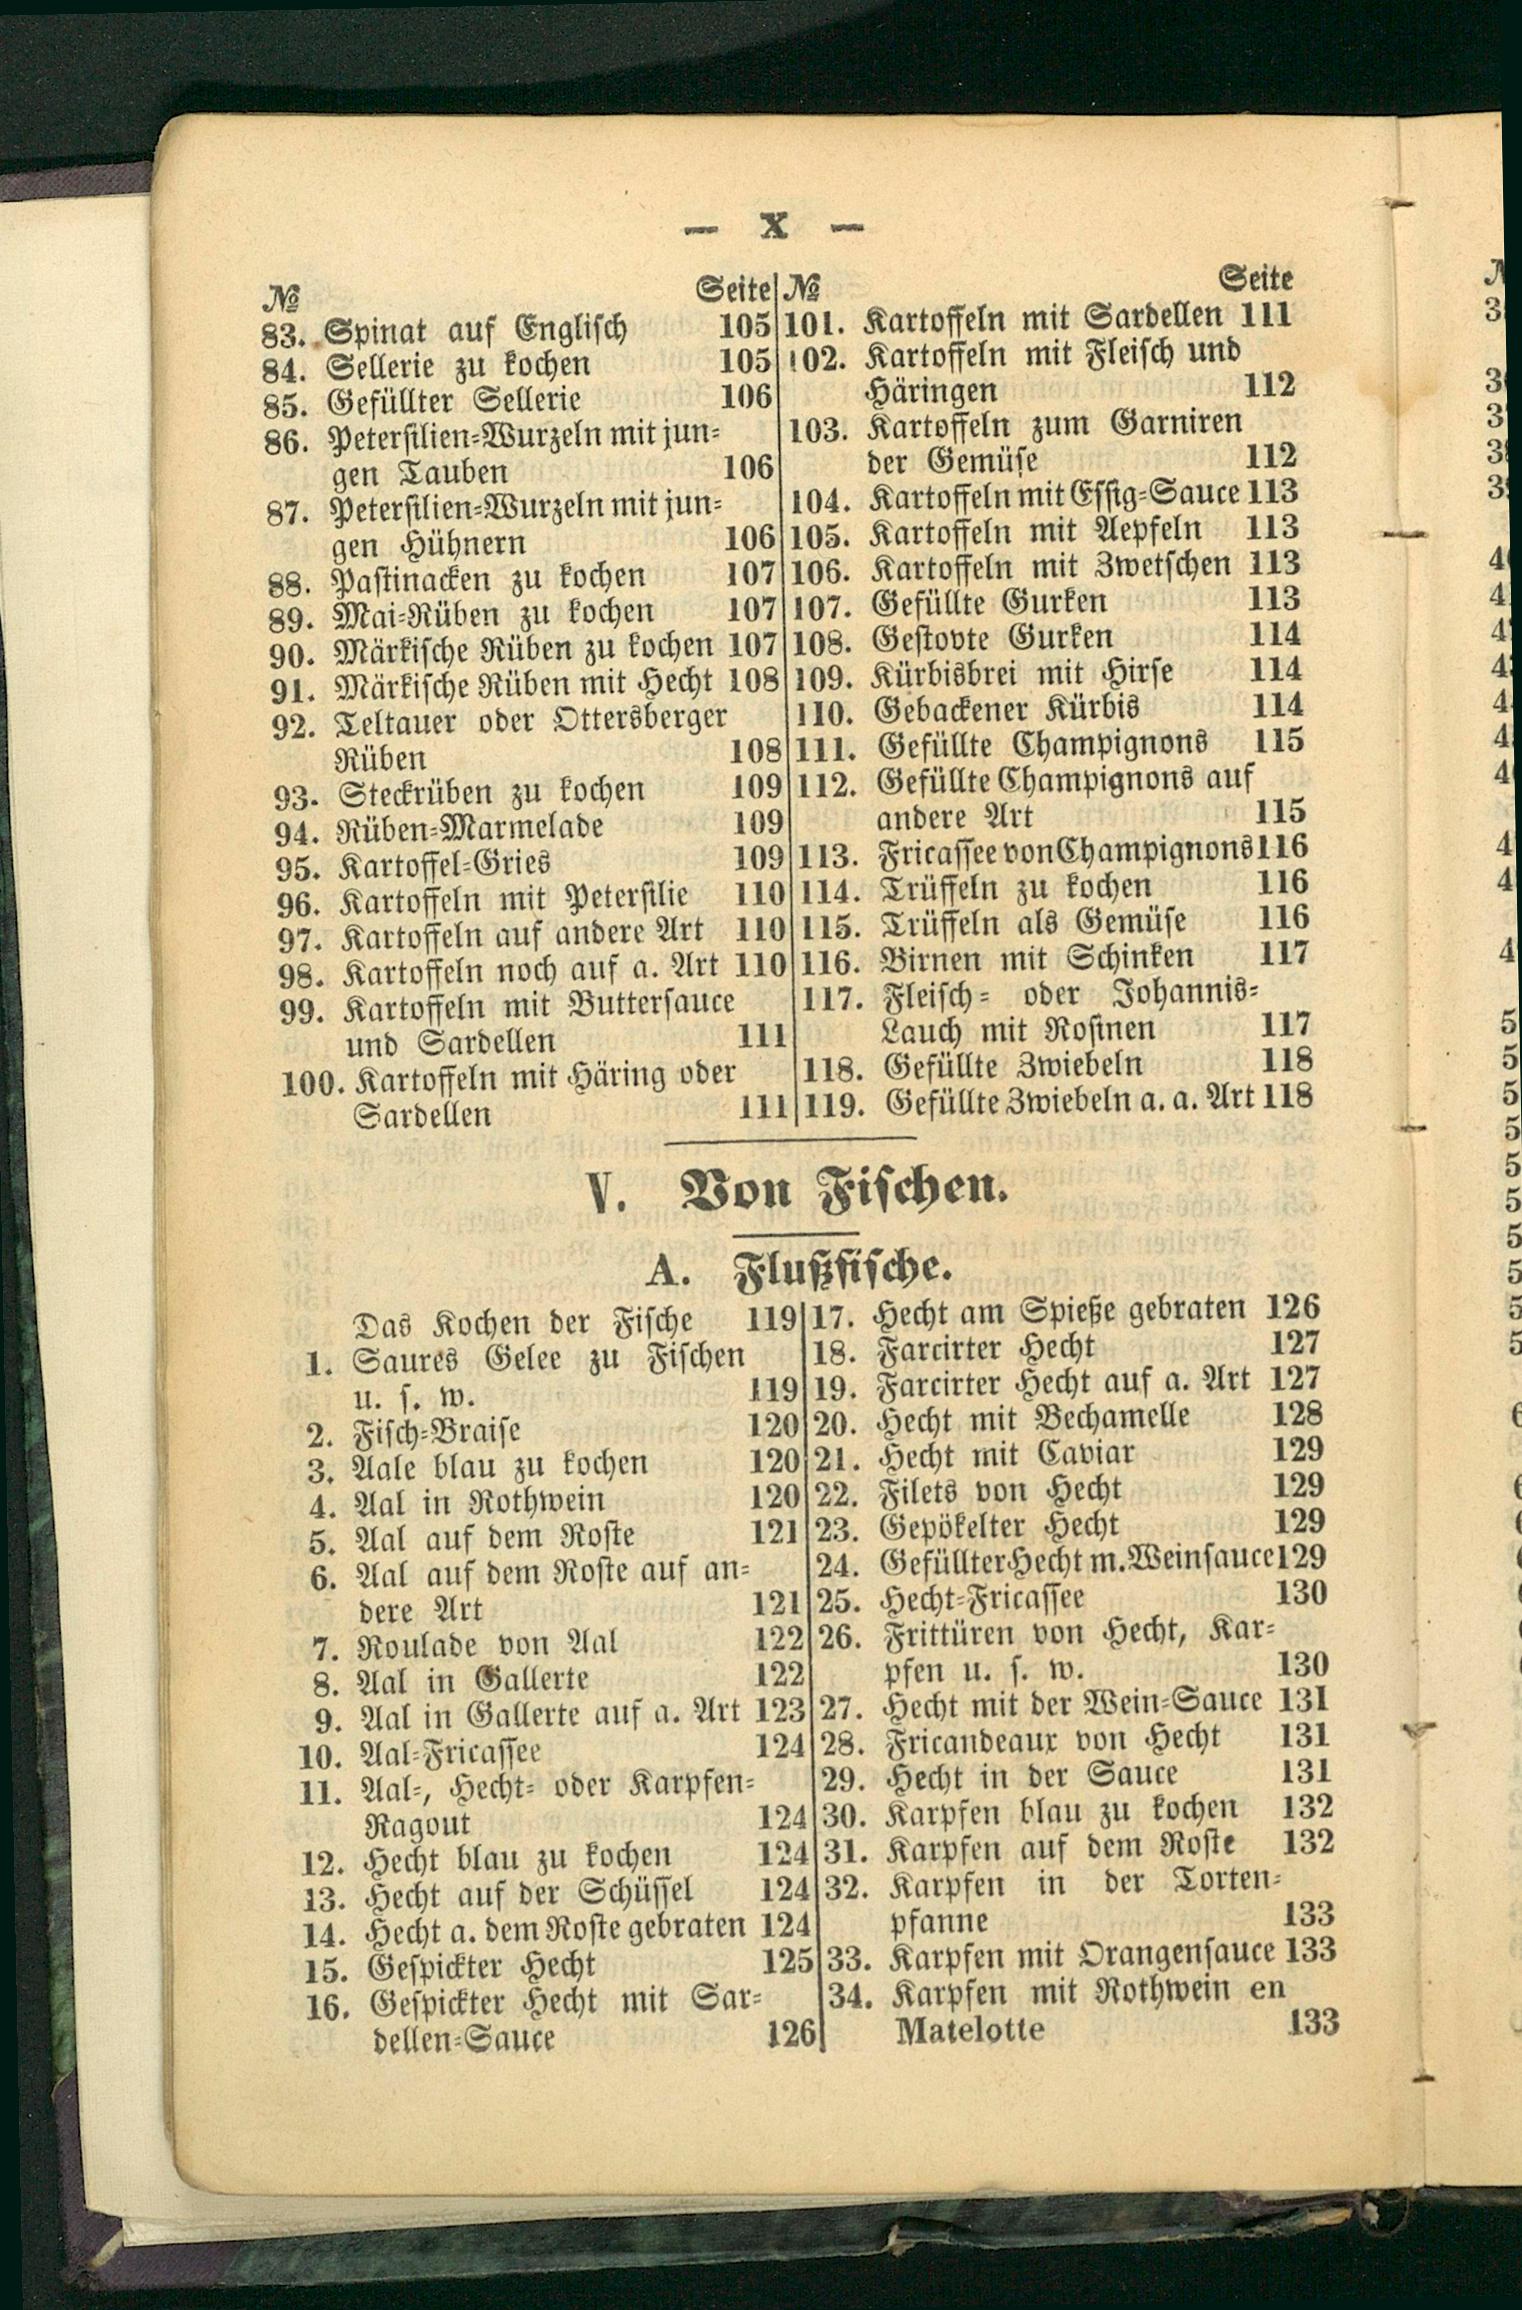 — X —
№ Seite
83. Spinat auf Englisch 105
84. Sellerie zu kochen 105
85. Gefüllter Sellerie 106
86. Petersilien-Wurzeln mit jun-
gen Tauben 106
87. Petersilien-Wurzeln mit jun-
gen Hühnern 106
88. Pastinacken zu kochen 107
89. Mai-Rüben zu kochen 107
90. Märkische Rüben zu kochen 107
91. Märkische Rüben mit Hecht 108
92. Teltauer oder Ottersberger
Rüben 108
93. Steckrüben zu kochen 109
94. Rüben-Marmelade 109
95. Kartoffel-Gries 109
96. Kartoffeln mit Petersilie 110
97. Kartoffeln auf andere Art 110
98. Kartoffeln noch auf a. Art 110
99. Kartoffeln mit Buttersauce
und Sardellen 111
100. Kartoffeln mit Häring oder
Sardellen 111
№ Seite
101. Kartoffeln mit Sardellen 111
102. Kartoffeln mit Fleisch und
Häringen 112
103. Kartoffeln zum Garniren
der Gemüse 112
104. Kartoffeln mit Essig-Sauce 113
105. Kartoffeln mit Aepfeln 113
106. Kartoffeln mit Zwetschen 113
107. Gefüllte Gurken 113
108. Gestovte Gurken 114
109. Kürbisbrei mit Hirse 114
110. Gebackener Kürbis 114
111. Gefüllte Champignons 115
112. Gefüllte Champignons auf
andere Art 115
113. Fricassee von Champignons 116
114. Trüffeln zu kochen 116
115. Trüffeln als Gemüse 116
116. Birnen mit Schinken 117
117. Fleisch- oder Johannis-
Lauch mit Rosinen 117
118. Gefüllte Zwiebeln 118
119. Gefüllte Zwiebeln a. a. Art 118
V. Von Fischen.
A. Flußfische.
Das Kochen der Fische 119
1. Saures Gelee zu Fischen
u. s. w. 119
2. Fisch-Braise 120
3. Aale blau zu kochen 120
4. Aal in Rothwein 120
5. Aal auf dem Roste 121
6. Aal auf dem Roste auf an-
dere Art 121
7. Roulade von Aal 122
8. Aal in Gallerte 122
9. Aal in Gallerte auf a. Art 123
10. Aal-Fricassee 124
11. Aal-, Hecht- oder Karpfen-
Ragout 124
12. Hecht blau zu kochen 124
13. Hecht auf der Schüssel 124
14. Hecht a. dem Roste gebraten 124
15. Gespickter Hecht 125
16. Gespickter Hecht mit Sar-
dellen-Sauce 126
17. Hecht am Spieße gebraten 126
18. Farcirter Hecht 127
19. Farcirter Hecht auf a. Art 127
20. Hecht mit Bechamelle 128
21. Hecht mit Caviar 129
22. Filets von Hecht 129
23. Gepökelter Hecht 129
24. Gefüllter Hecht m. Weinsauce 129
25. Hecht-Fricassee 130
26. Frittüren von Hecht, Kar-
pfen u. s. w. 130
27. Hecht mit der Wein-Sauce 131
28. Fricandeaux von Hecht 131
29. Hecht in der Sauce 131
30. Karpfen blau zu kochen 132
31. Karpfen auf dem Roste 132
32. Karpfen in der Torten-
pfanne 133
33. Karpfen mit Orangensauce 133
34. Karpfen mit Rothwein en
Matelotte 133